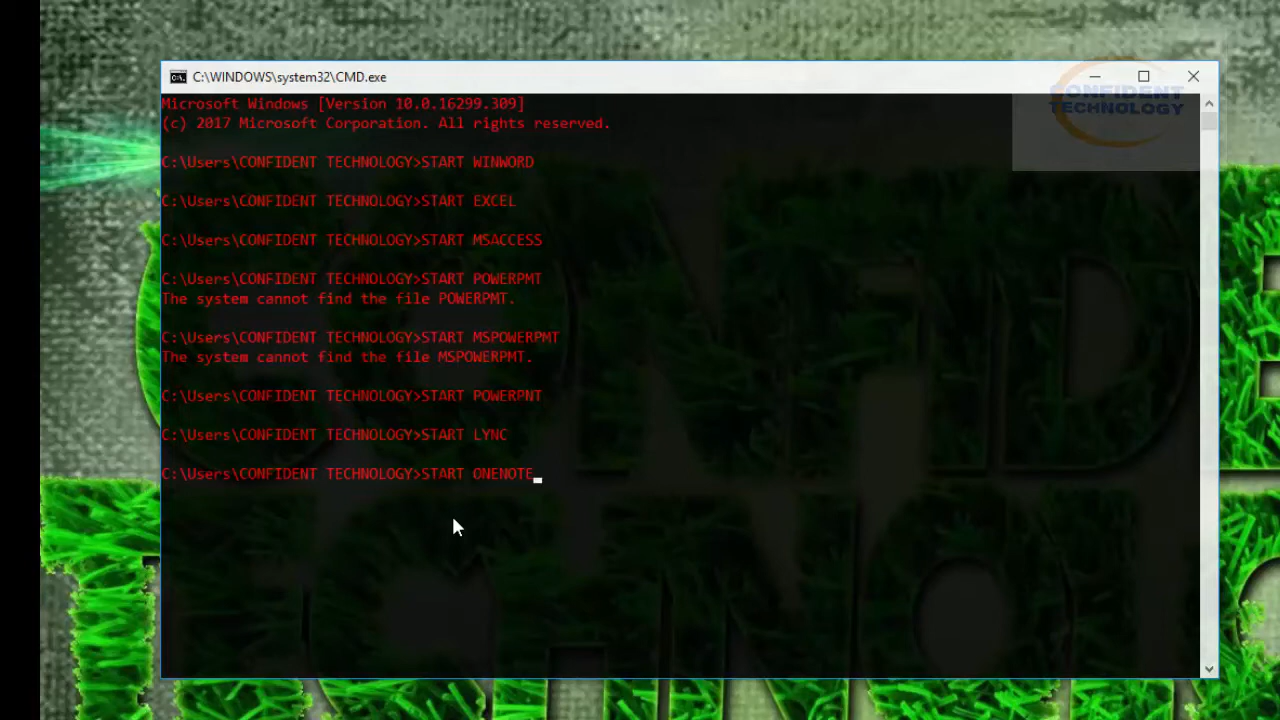 C:\WINDOWS\system32\CMD.exe
CONFIDENT
TECHNOLOGY
Microsoft Windows [Version 10.0.16299.309]
(c) 2017 Microsoft Corporation. All rights reserved.
C:\Users\CONFIDENT TECHNOLOGY>START WINWORD
C:\Users\CONFIDENT TECHNOLOGY>START EXCEL
C:\Users\CONFIDENT TECHNOLOGY>START MSACCESS
C:\Users\CONFIDENT TECHNOLOGY>START POWERPMT
The system cannot find the file POWERPMT.
C:\Users\CONFIDENT TECHNOLOGY>START MSPOWERPMT
The system cannot find the file MSPOWERPMT.
C:\Users\CONFIDENT TECHNOLOGY>START POWERPNT
C:\Users\CONFIDENT TECHNOLOGY>START LYNC
C:\Users\CONFIDENT TECHNOLOGY>START ONENOTE